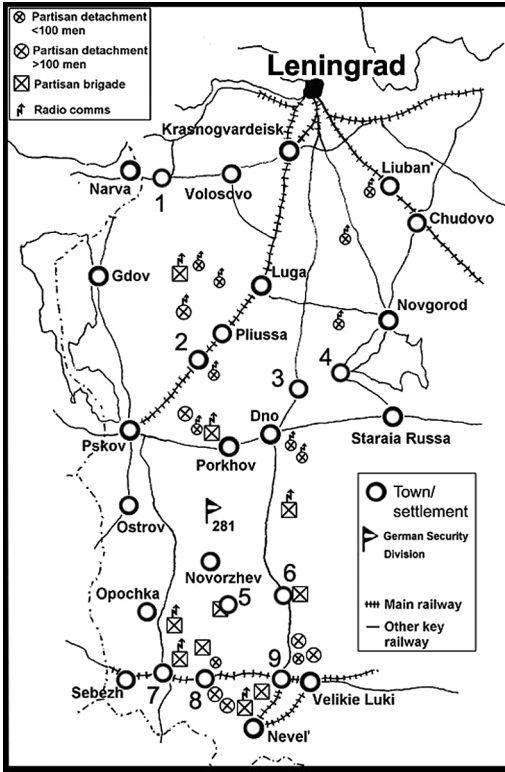 Partisan detachment
<100 men
Partisan detachment
>100 men
Partisan brigade
Radio comms
Leningrad
Krasnogvardeisk
Narva
1
Volosovo
Liuban'
Chudovo
Gdov
Luga
Novgorod
Pliussa
2
3
4
Dno
Pskov
Porkhov
Staraia Russa
Ostrov
281
Novorzhev
Opochka
5
6
Town/
settlement
German Security
Division
Main railway
Other key
railway
Sebezh
7
8
9
Velikie Luki
Nevel'